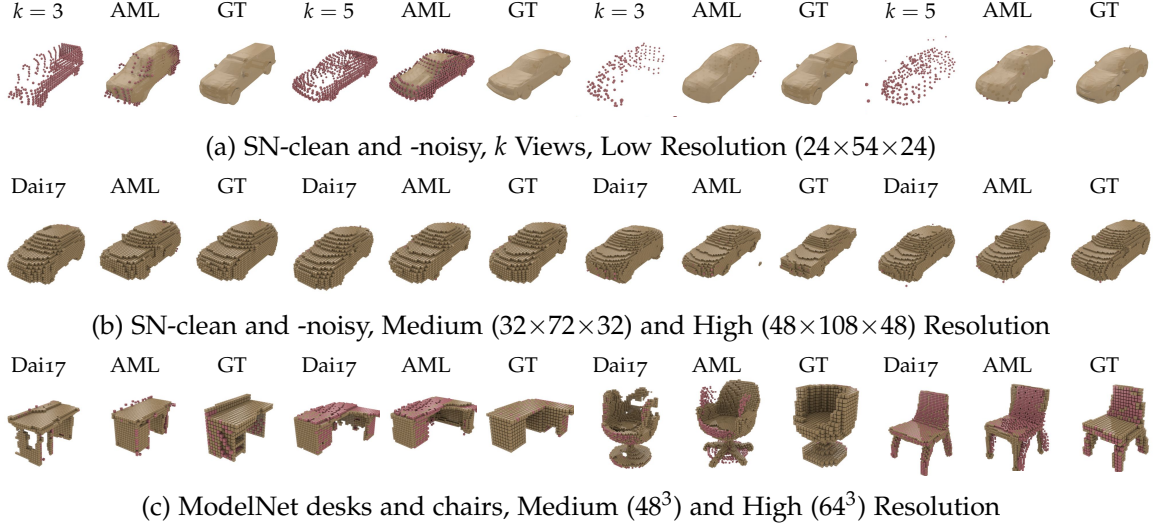 k = 3 AML GT k = 5 AML GT k = 3 AML GT k = 5 AML GT
(a) SN-clean and -noisy, k Views, Low Resolution (24×54×24)
Dai17 AML GT Dai17 AML GT Dai17 AML GT Dai17 AML GT
(b) SN-clean and -noisy, Medium (32×72×32) and High (48×108×48) Resolution
Dai17 AML GT Dai17 AML GT Dai17 AML GT Dai17 AML GT
(c) ModelNet desks and chairs, Medium (48³) and High (64³) Resolution